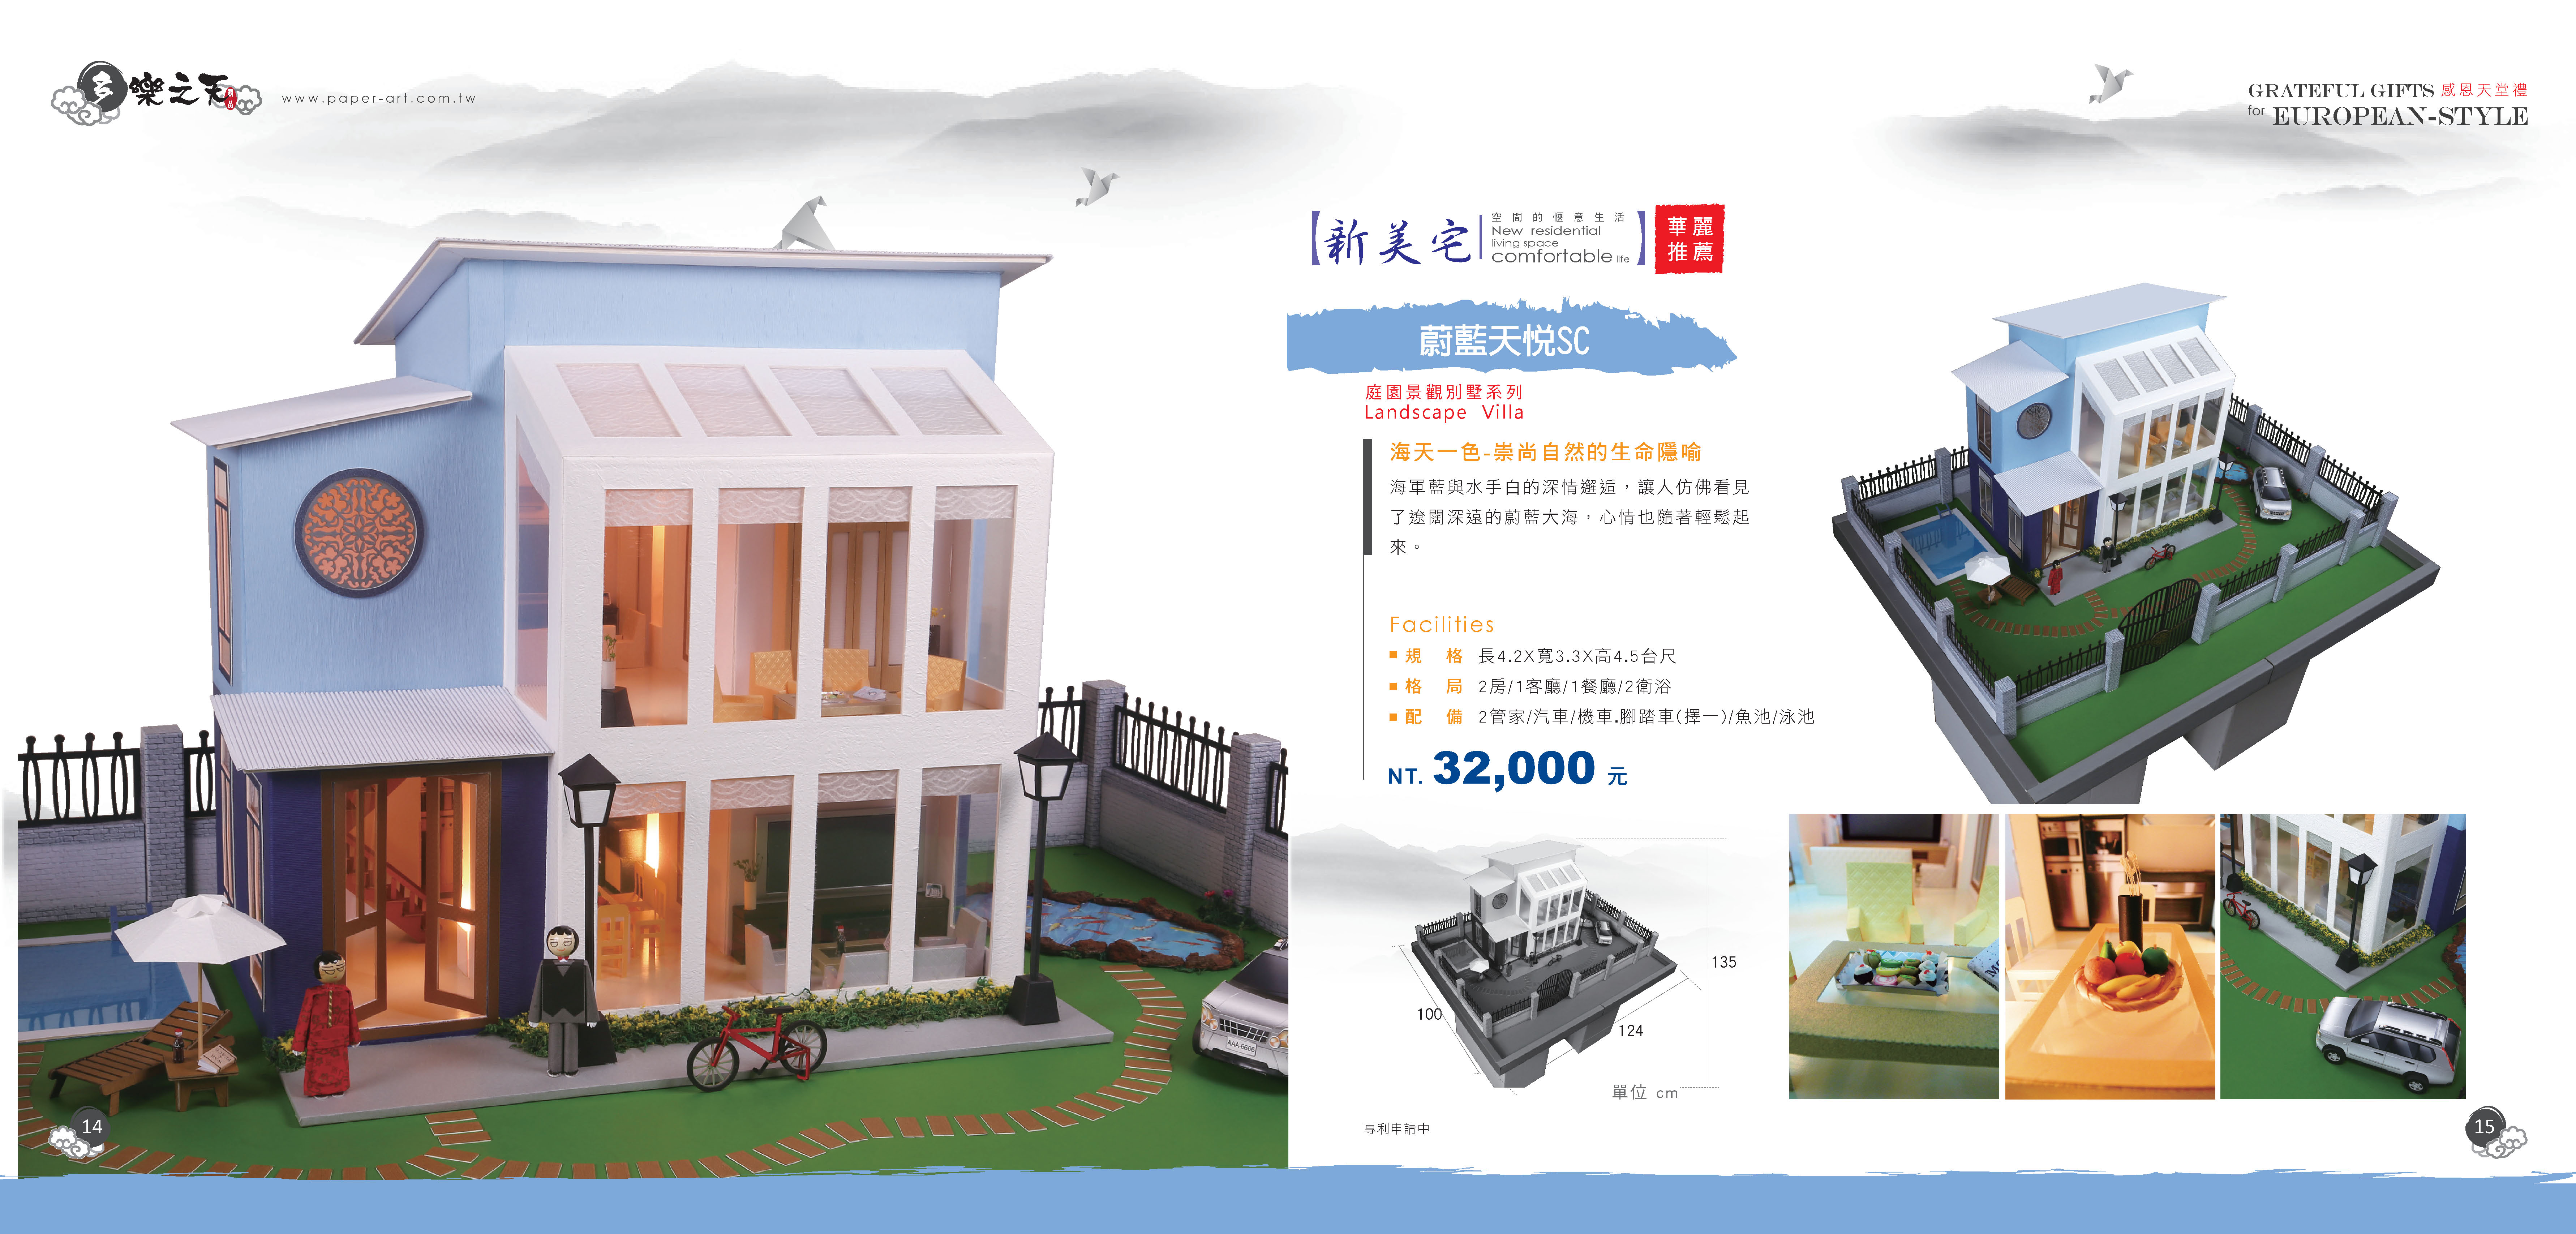 多樂之天
www.paper-art.com.tw
GRATEFUL GIFTS 感恩天堂禮
for EUROPEAN-STYLE
新美宅
空間的愜意生活
New residential
living space
comfortable life
華麗
推薦
蔚藍天悦SC
庭園景觀別墅系列
Landscape Villa
海天一色-崇尚自然的生命隱喻
海軍藍與水手白的深情邂逅，讓人仿佛看見
了遼闊深遠的蔚藍大海，心情也隨著輕鬆起
來。
Facilities
■ 規 格 長4.2X寬3.3X高4.5台尺
■ 格 局 2房/1客廳/1餐廳/2衛浴
■ 配 備 2管家/汽車/機車.腳踏車(擇一)/魚池/泳池
NT. 32,000 元
135
100
124
單位 cm
專利申請中
AAA-6606
14
15